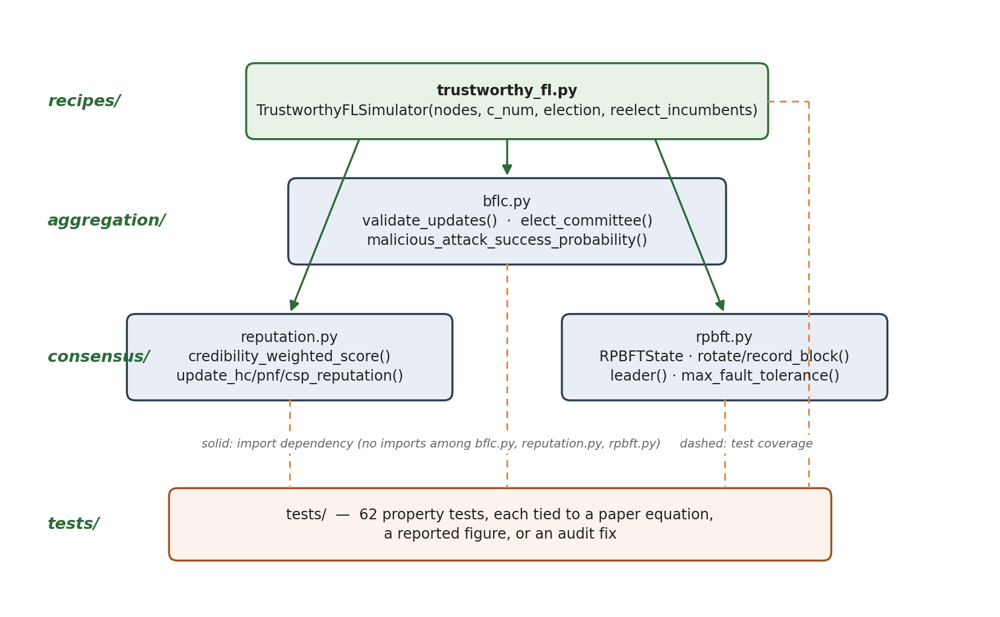 recipes/
trustworthy_fl.py
TrustworthyFLSimulator(nodes, c_num, election, reelect_incumbents)
aggregation/
bflc.py
validate_updates() · elect_committee()
malicious_attack_success_probability()
consensus/
reputation.py
credibility_weighted_score()
update_hc/pnf/csp_reputation()
rpbft.py
RPBFTState · rotate/record_block()
leader() · max_fault_tolerance()
solid: import dependency (no imports among bflc.py, reputation.py, rpbft.py) dashed: test coverage
tests/
tests/ — 62 property tests, each tied to a paper equation,
a reported figure, or an audit fix